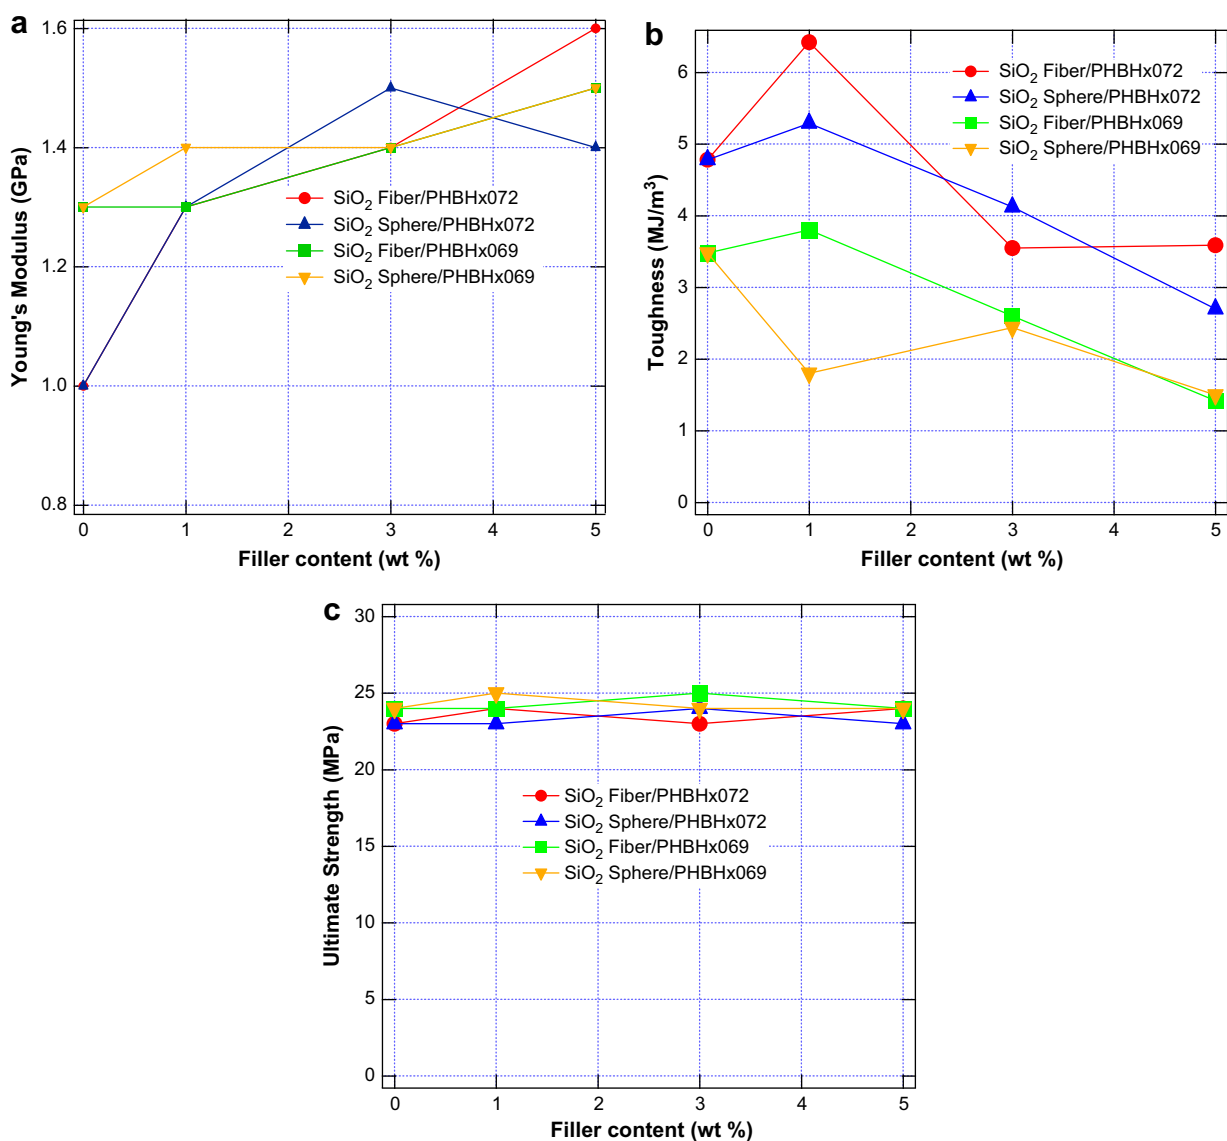 a
Young's Modulus (GPa)
1.6
1.4
1.2
1.0
0.8
SiO2 Fiber/PHBHx072
SiO2 Sphere/PHBHx072
SiO2 Fiber/PHBHx069
SiO2 Sphere/PHBHx069
0 1 2 3 4 5
Filler content (wt %)
b
Toughness (MJ/m³)
6
5
4
3
2
1
0
SiO2 Fiber/PHBHx072
SiO2 Sphere/PHBHx072
SiO2 Fiber/PHBHx069
SiO2 Sphere/PHBHx069
0 1 2 3 4 5
Filler content (wt %)
c
Ultimate Strength (MPa)
30
25
20
15
10
5
0
SiO2 Fiber/PHBHx072
SiO2 Sphere/PHBHx072
SiO2 Fiber/PHBHx069
SiO2 Sphere/PHBHx069
0 1 2 3 4 5
Filler content (wt %)